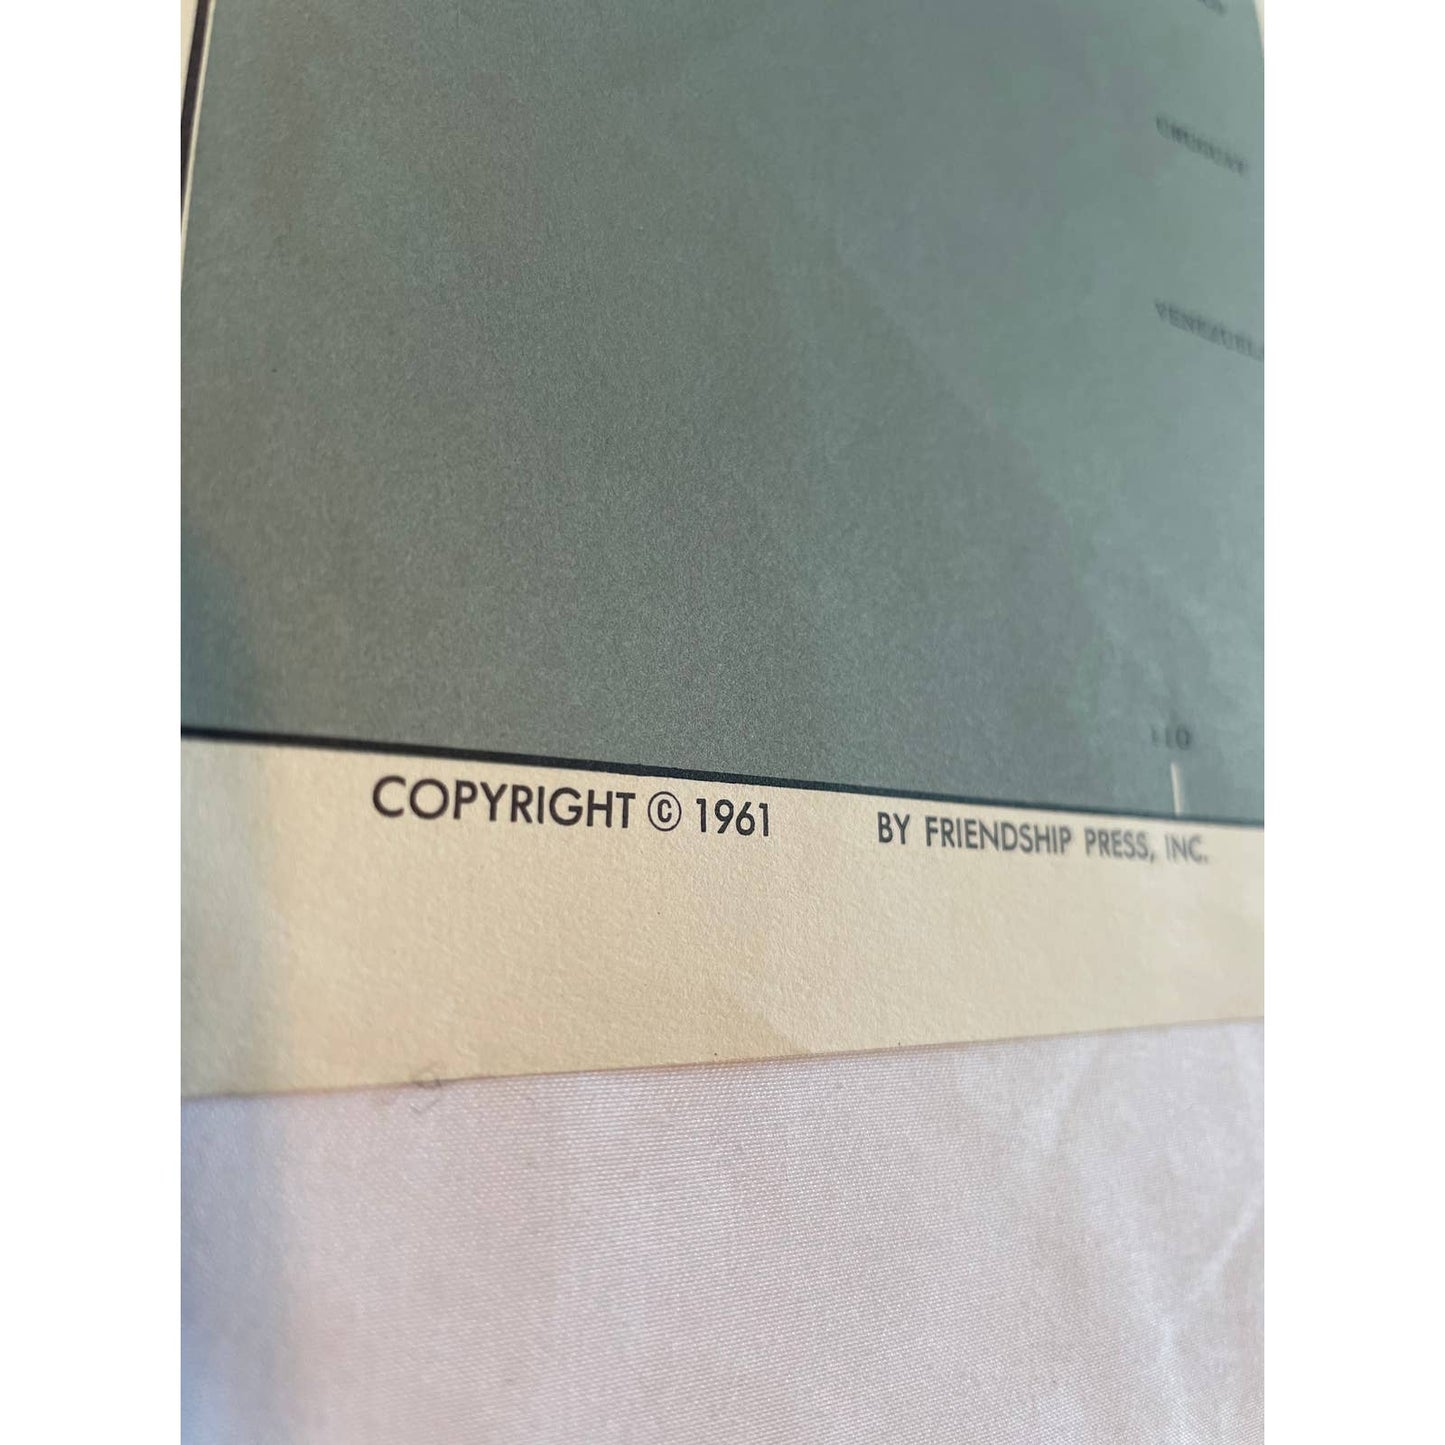 URUGUAY
VENEZUELA
110
COPYRIGHT © 1961 BY FRIENDSHIP PRESS, INC.